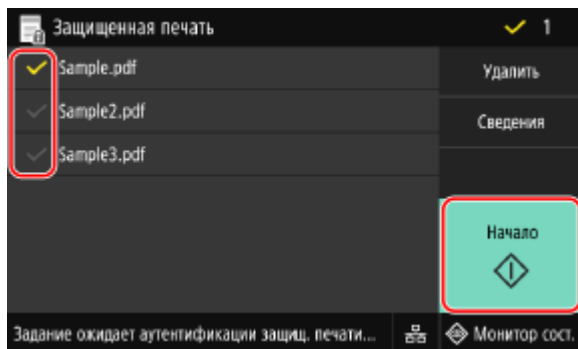 Защищенная печать
1
Sample.pdf
Sample2.pdf
Sample3.pdf
Удалить
Сведения
Начало
Задание ожидает аутентификации защищ. печати...
Монитор сост.